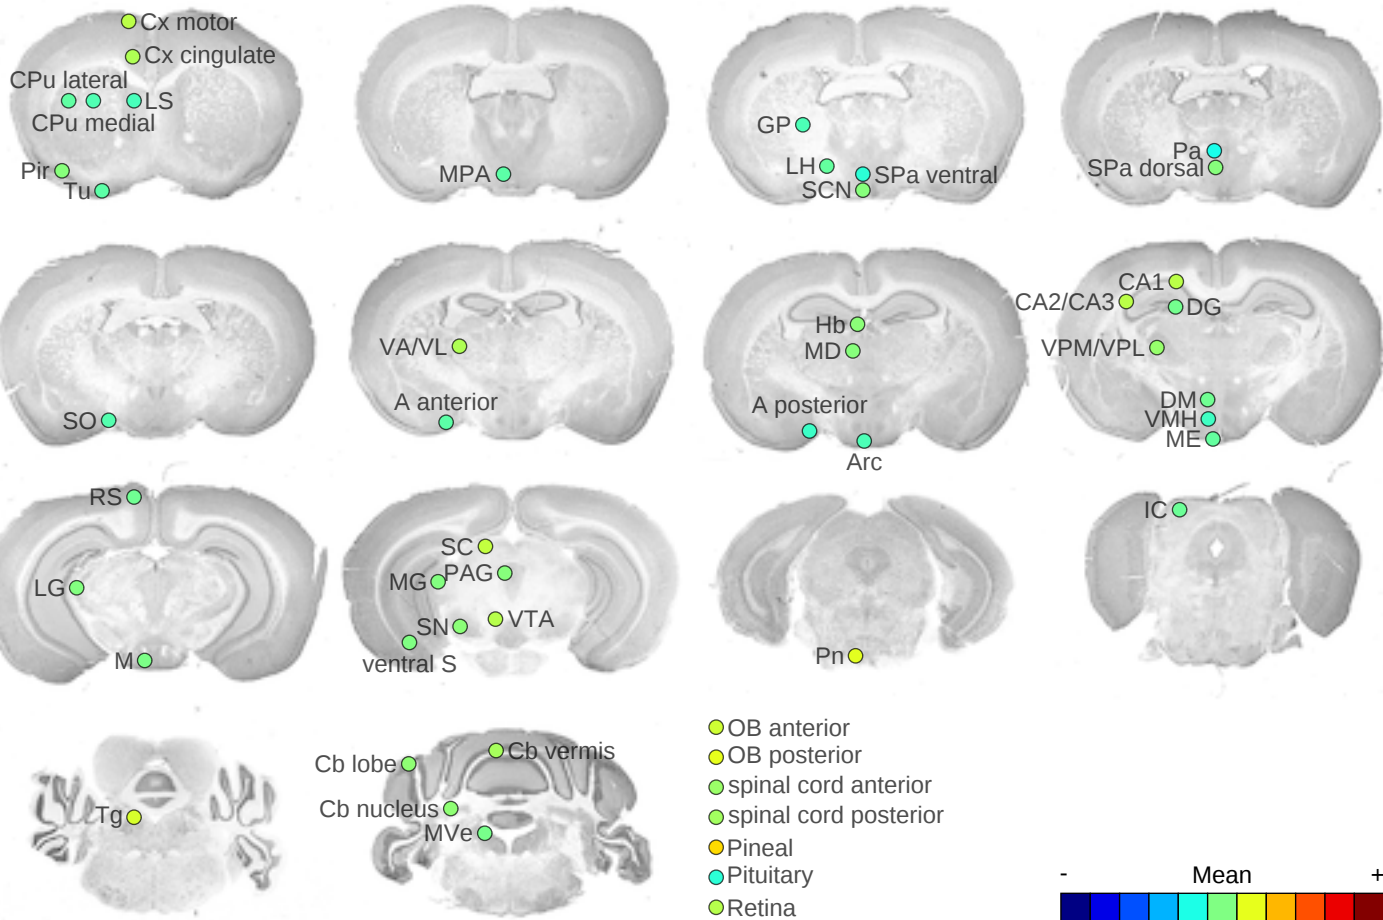 Cx motor
Cx cingulate
CPu lateral
LS
CPu medial
Pir
Tu
MPA
GP
LH
SPa ventral
SCN
Pa
SPa dorsal
SO
VA/VL
A anterior
Hb
MD
A posterior
Arc
CA1
CA2/CA3
DG
VPM/VPL
DM
VMH
ME
RS
LG
M
SC
PAG
MG
VTA
SN
ventral S
Pn
IC
Tg
Cb vermis
Cb lobe
Cb nucleus
MVe
OB anterior
OB posterior
spinal cord anterior
spinal cord posterior
Pineal
Pituitary
Retina
- Mean +